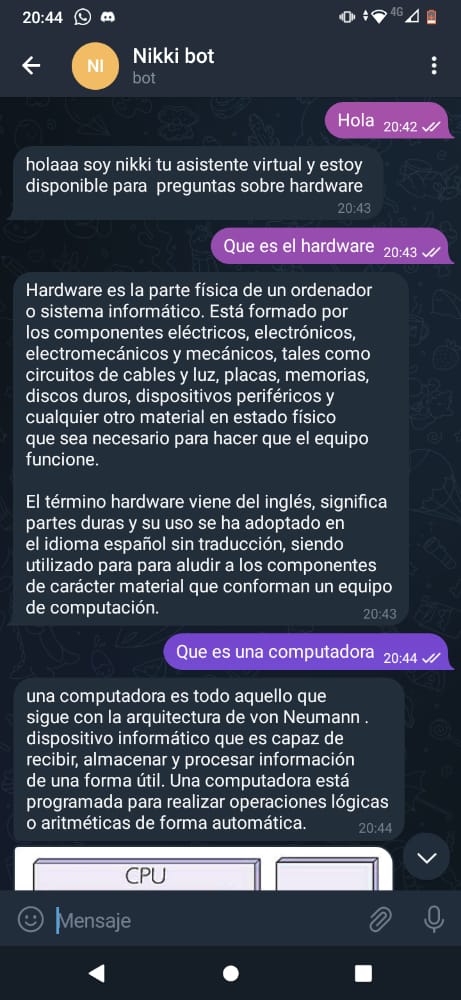 20:44
4G
NI
Nikki bot
bot
Hola 20:42
holaaa soy nikki tu asistente virtual y estoy
disponible para preguntas sobre hardware
20:43
Que es el hardware 20:43
Hardware es la parte física de un ordenador
o sistema informático. Está formado por
los componentes eléctricos, electrónicos,
electromecánicos y mecánicos, tales como
circuitos de cables y luz, placas, memorias,
discos duros, dispositivos periféricos y
cualquier otro material en estado físico
que sea necesario para hacer que el equipo
funcione.
El término hardware viene del inglés, significa
partes duras y su uso se ha adoptado en
el idioma español sin traducción, siendo
utilizado para para aludir a los componentes
de carácter material que conforman un equipo
de computación.
20:43
Que es una computadora 20:44
una computadora es todo aquello que
sigue con la arquitectura de von Neumann .
dispositivo informático que es capaz de
recibir, almacenar y procesar información
de una forma útil. Una computadora está
programada para realizar operaciones lógicas
o aritméticas de forma automática.
20:44
CPU
Mensaje